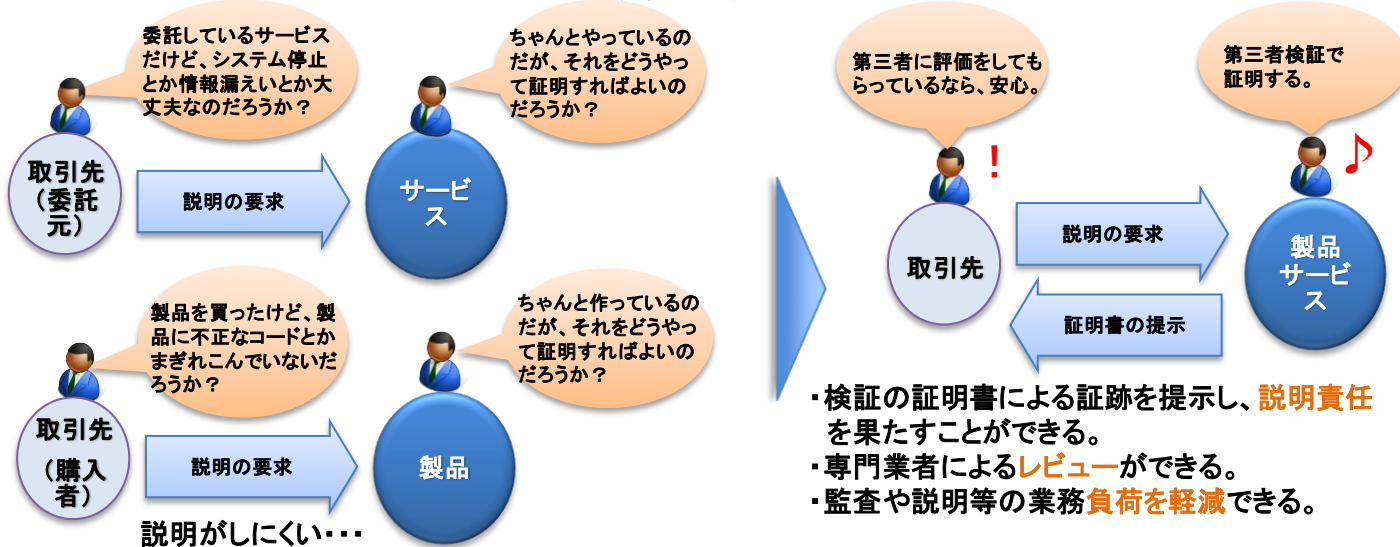 委託しているサービス
だけど、システム停止
とか情報漏えいとか大
丈夫なのだろうか？
ちゃんとやっているの
だが、それをどうやっ
て証明すればよいの
だろうか？
取引先
（委託
元）
説明の要求
サービ
ス
製品を買ったけど、製
品に不正なコードとか
まぎれこんでいないだ
ろうか？
ちゃんと作っているの
だが、それをどうやっ
て証明すればよいの
だろうか？
取引先
（購入
者）
説明の要求
製品
説明がしにくい･･･
第三者に評価をしても
らっているなら、安心。
第三者検証で
証明する。
！
♪
取引先
説明の要求
証明書の提示
製品
サービ
ス
・検証の証明書による証跡を提示し、説明責任
を果たすことができる。
・専門業者によるレビューができる。
・監査や説明等の業務負荷を軽減できる。